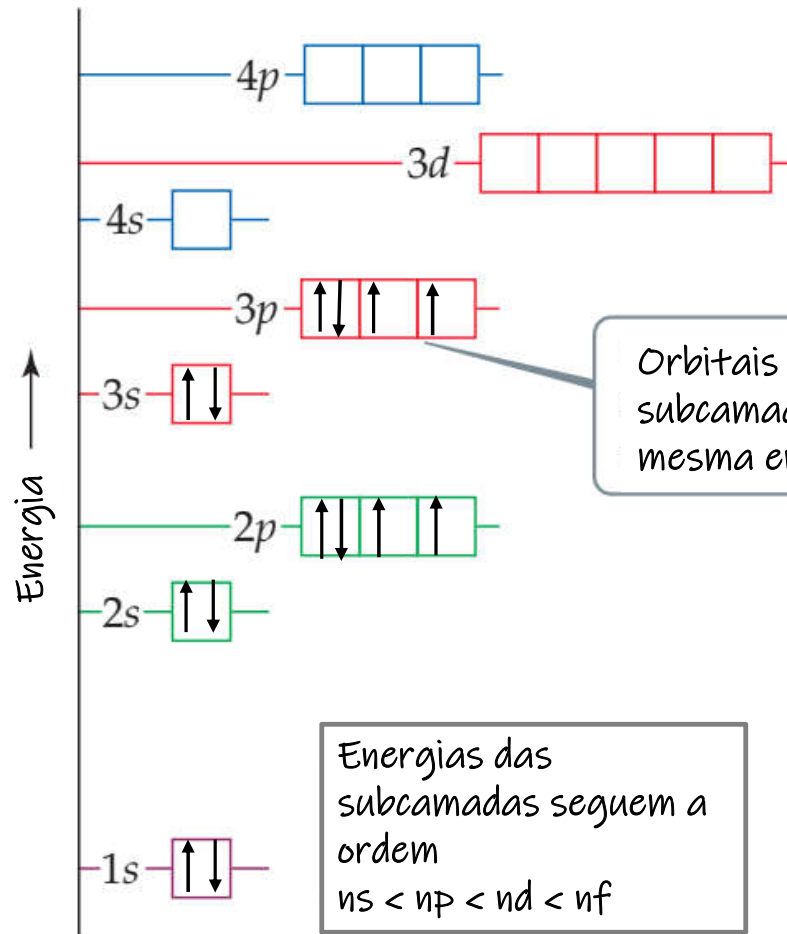 4p
3d
4s
3p
3s
Orbitais
mesma
Energia
2p
2s
Energias das
subcamadas seguem a
ordem
ns < np < nd < nf
1s